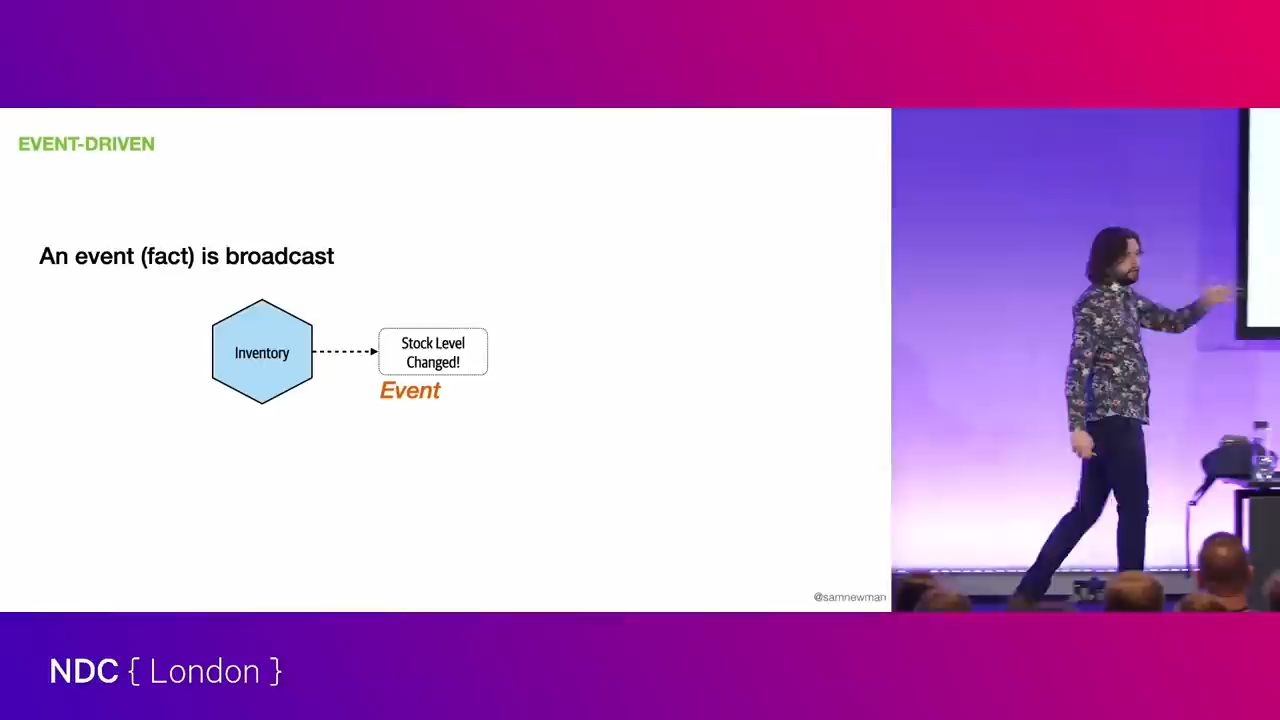 EVENT-DRIVEN
An event (fact) is broadcast
Inventory
Stock Level
Changed!
Event
@samnewman
NDC { London }